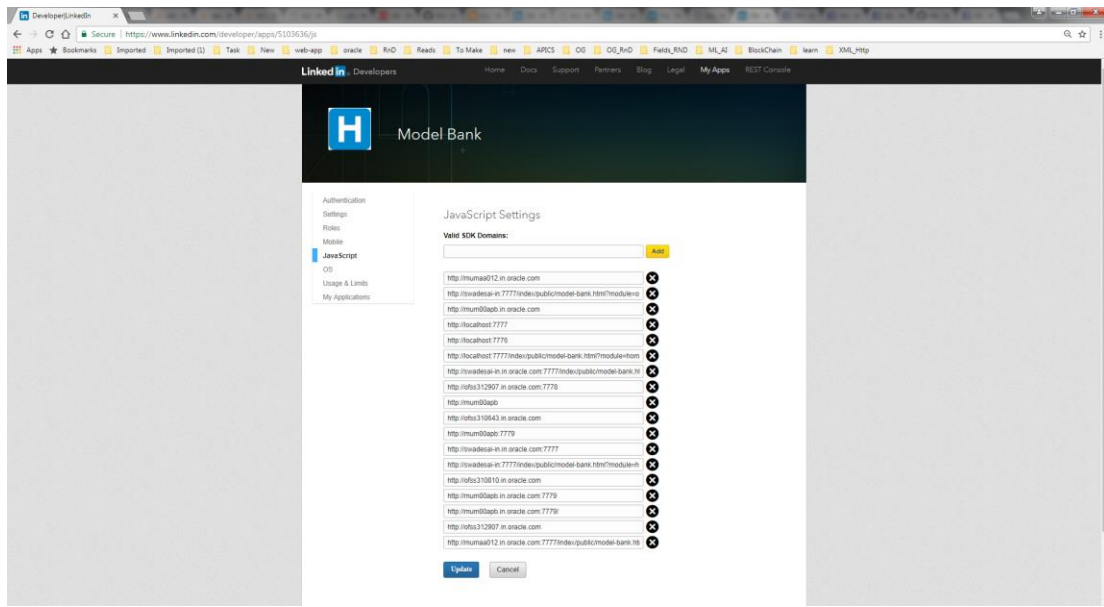 Developer|LinkedIn
Secure | https://www.linkedin.com/developer/apps/5103636/js
Apps Bookmarks Imported Imported (1) Task New web-app oracle RnD Reads To Make new APICS OG OG_RnD Fields_RND ML_AI BlockChain learn XML_Http
Linked in Developers Home Docs Support Partners Blog Legal My Apps REST Console
H Model Bank
Authentication
Settings
Roles
Mobile
JavaScript
OS
Usage & Limits
My Applications
JavaScript Settings
Valid SDK Domains:
Add
http://mumaa012.in.oracle.com
http://swadesai-in:7777/index/public/model-bank.html?module=o
http://mum00apb.in.oracle.com
http://localhost:7777
http://localhost:7776
http://localhost:7777/index/public/model-bank.html?module=hom
http://swadesai-in.in.oracle.com:7777/index/public/model-bank.ht
http://ofss312907.in.oracle.com:7778
http://mum00apb
http://ofss310643.in.oracle.com
http://mum00apb:7779
http://swadesai-in.in.oracle.com:7777
http://swadesai-in:7777/index/public/model-bank.html?module=h
http://ofss310810.in.oracle.com
http://mum00apb.in.oracle.com:7779
http://mum00apb.in.oracle.com:7779/
http://ofss312907.in.oracle.com
http://mumaa012.in.oracle.com:7777/index/public/model-bank.ht
Update Cancel